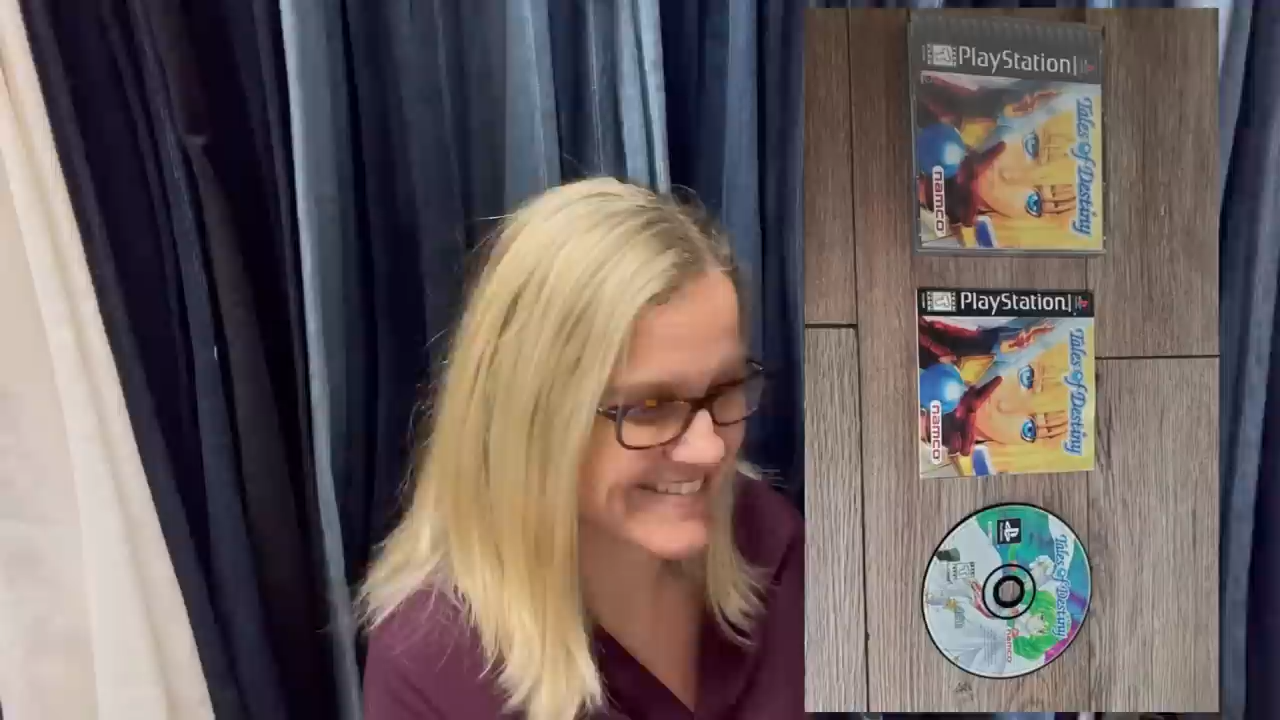 PlayStation
Tales of Destiny
namco
PlayStation
Tales of Destiny
namco
Tales of Destiny
namco